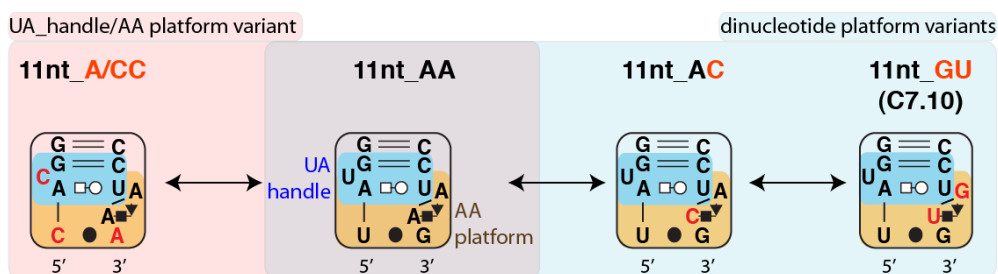 UA_handle/AA platform variant
dinucleotide platform variants
11nt_A/CC
G C
G C
C
A U A
A
C A
5' 3'
11nt_AA
UA
handle
G C
G C
U
A U A
A
U G
AA
platform
5' 3'
11nt_AC
G C
G C
U
A U A
C
U G
5' 3'
11nt_GU
(C7.10)
G C
G C
U
A U G
U
U G
5' 3'